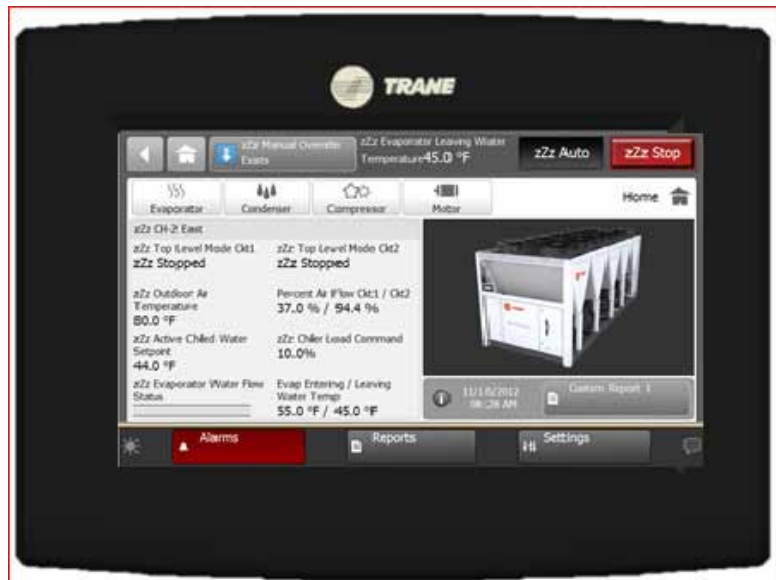 TRANE
zZz Manual Override
Exists
zZz Evaporator Leaving Water
Temperature45.0 °F
zZz Auto
zZz Stop
Evaporator
Condenser
Compressor
Motor
Home
zZz CH-2 East
zZz Top Level Mode Ckt1
zZz Top Level Mode Ckt2
zZz Stopped
zZz Stopped
zZz Outdoor Air
Temperature
80.0 °F
Percent Air Flow Ckt1 / Ckt2
37.0 % / 94.4 %
zZz Active Chilled Water
Setpoint
44.0 °F
zZz Chiller Load Command
10.0%
zZz Evaporator Water Flow
Status
Evap Entering / Leaving
Water Temp
55.0 °F / 45.0 °F
08:28 AM
Custom Report 1
Alarms
Reports
Settings